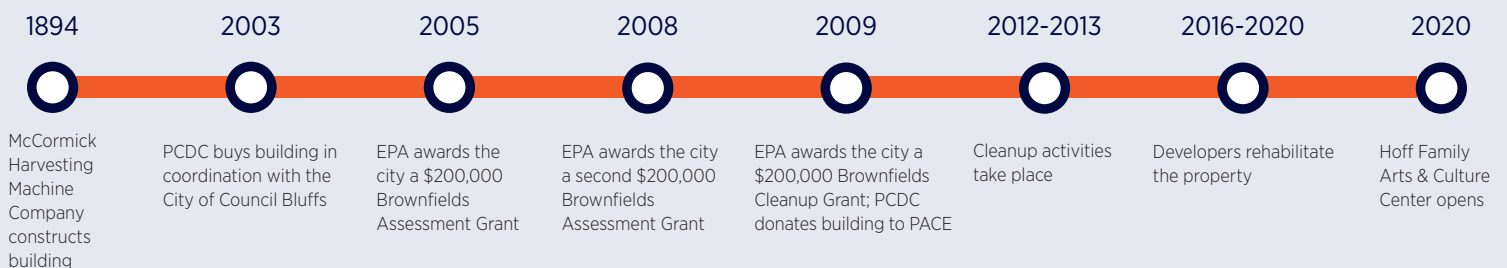 1894
McCormick
Harvesting
Machine
Company
constructs
building
2003
PCDC buys building in
coordination with the
City of Council Bluffs
2005
EPA awards the
city a $200,000
Brownfields
Assessment Grant
2008
EPA awards the city
a second $200,000
Brownfields
Assessment Grant
2009
EPA awards the city a
$200,000 Brownfields
Cleanup Grant; PCDC
donates building to PACE
2012-2013
Cleanup activities
take place
2016-2020
Developers rehabilitate
the property
2020
Hoff Family
Arts & Culture
Center opens